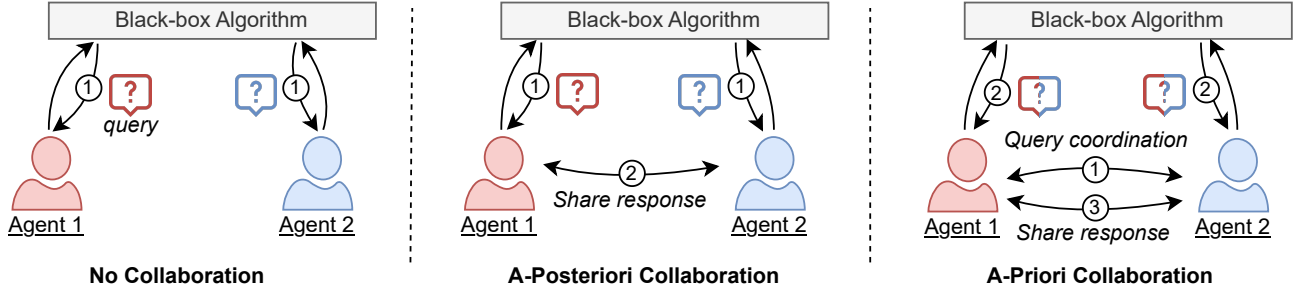 Black-box Algorithm
1
?
query
?
1
Agent 1
Agent 2
No Collaboration
Black-box Algorithm
1
?
?
1
2
Share response
Agent 1
Agent 2
A-Posteriori Collaboration
Black-box Algorithm
2
?
?
2
Query coordination
1
3
Share response
Agent 1
Agent 2
A-Priori Collaboration